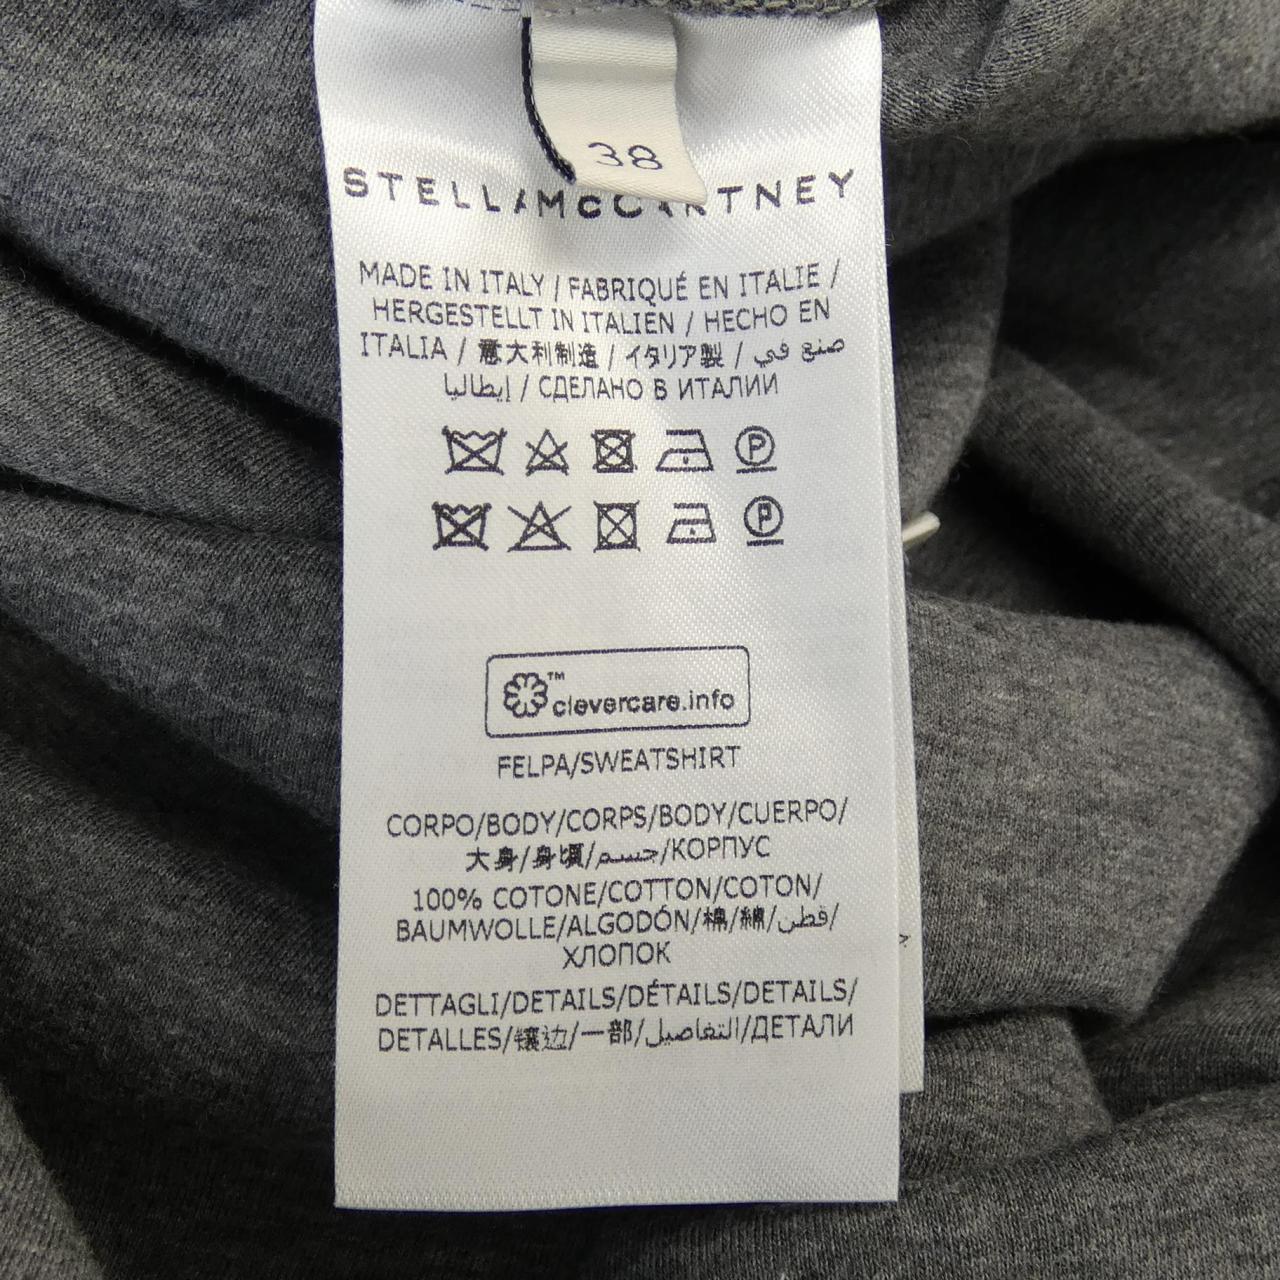 38
STELLA McCARTNEY
MADE IN ITALY / FABRIQUÉ EN ITALIE /
HERGESTELLT IN ITALIEN / HECHO EN
ITALIA / 意大利制造 / イタリア製 / صنع في
إيطاليا / СДЕЛАНО В ИТАЛИИ
P
P
™
clevercare.info
FELPA/SWEATSHIRT
CORPO/BODY/CORPS/BODY/CUERPO/
大身/身頃/جسم/КОРПУС
100% COTONE/COTTON/COTON/
BAUMWOLLE/ALGODÓN/棉/綿/قطن/
ХЛОПОК
DETTAGLI/DETAILS/DÉTAILS/DETAILS/
DETALLES/镶边/一部/التفاصيل/ДЕТАЛИ